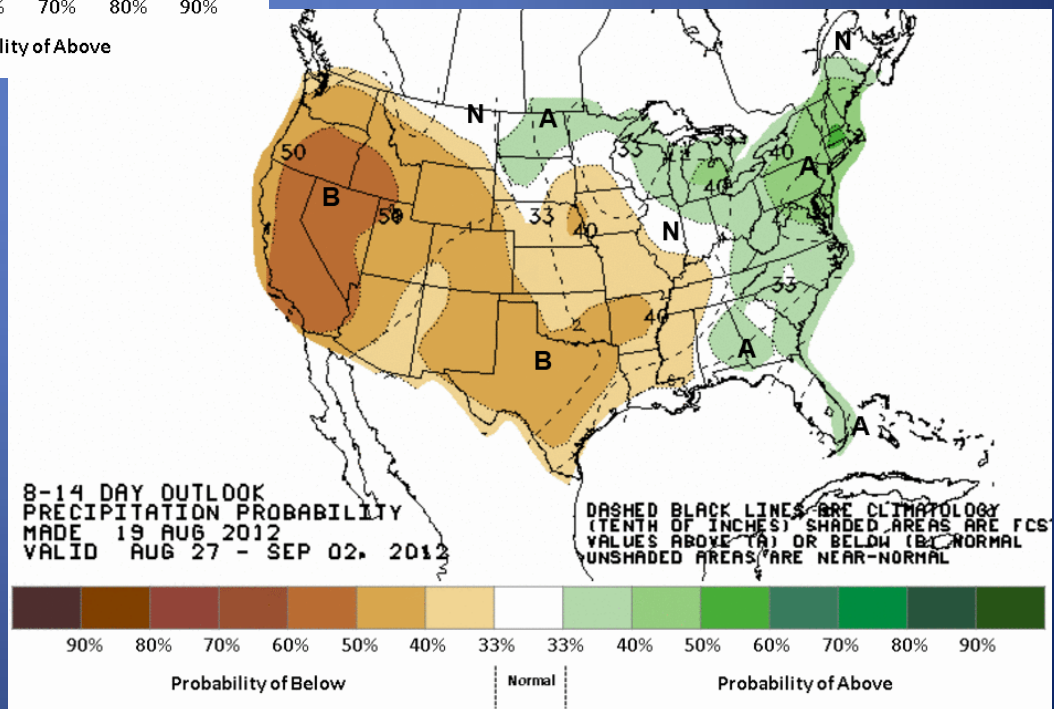 70% 80% 90%
lity of Above
N
N
A
33
50
40
2
A
B
50
40
33
40
N
33
2
40
B
A
A
8-14 DAY OUTLOOK
PRECIPITATION PROBABILITY
MADE 19 AUG 2012
VALID AUG 27 - SEP 02, 2012
DASHED BLACK LINES ARE CLIMATOLOGY
(TENTH OF INCHES) SHADED AREAS ARE FCST
VALUES ABOVE (A) OR BELOW (B) NORMAL
UNSHADED AREAS ARE NEAR-NORMAL
90% 80% 70% 60% 50% 40% 33% 33% 40% 50% 60% 70% 80% 90%
Probability of Below Normal Probability of Above